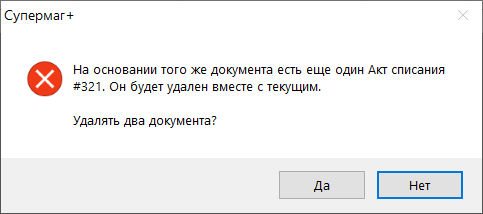 Супермаг+
На основании того же документа есть еще один Акт списания
#321. Он будет удален вместе с текущим.
Удалять два документа?
Да
Нет